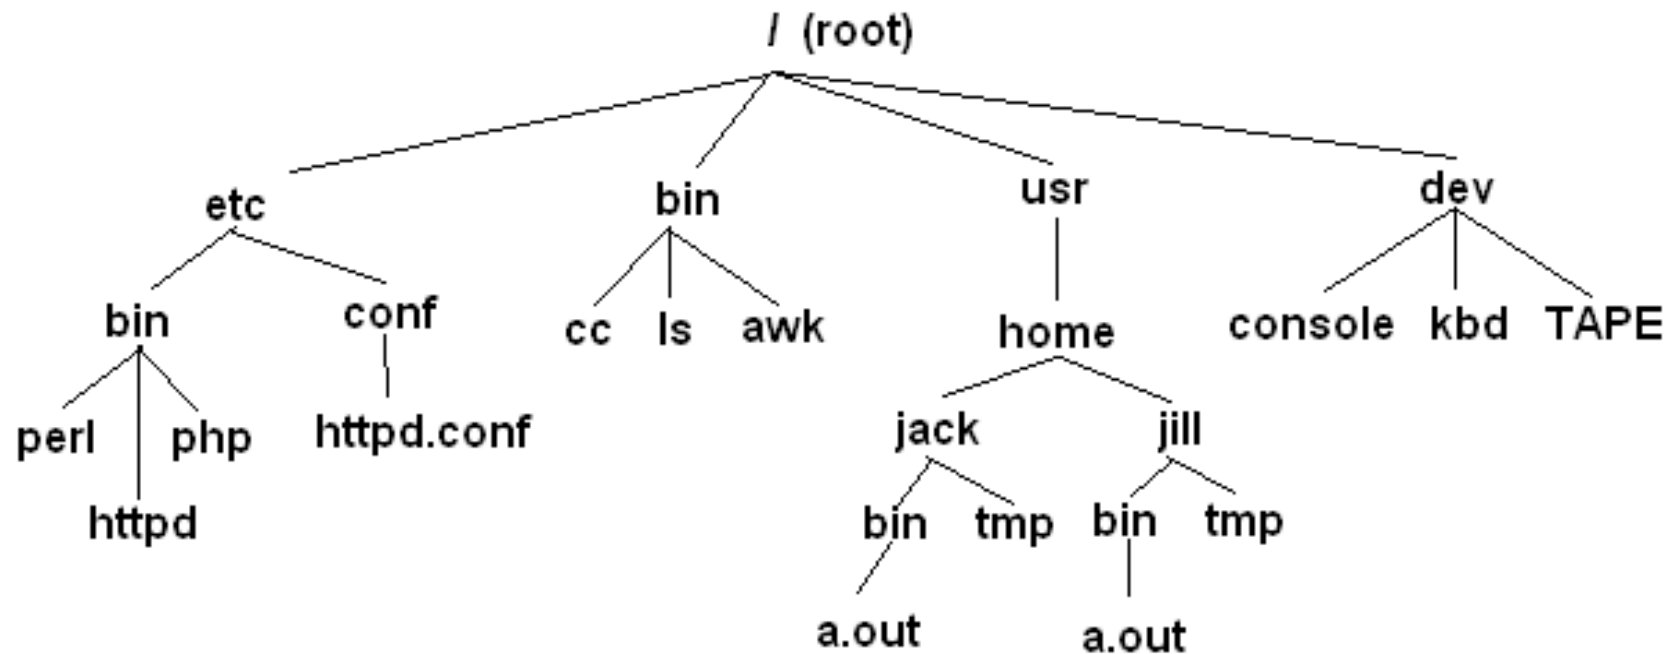 / (root)
etc bin usr dev
bin conf cc ls awk home console kbd TAPE
perl php httpd.conf jack jill
httpd bin tmp bin tmp
a.out a.out